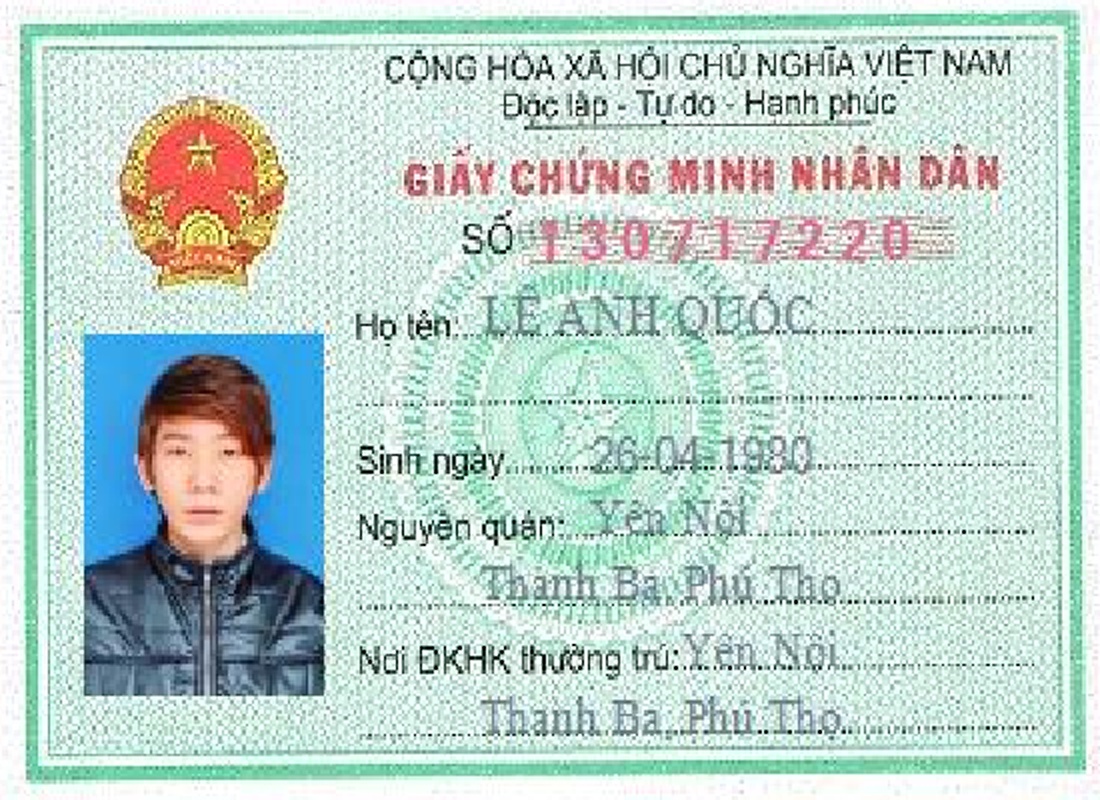 CỘNG HÒA XÃ HỘI CHỦ NGHĨA VIỆT NAM
Độc lập - Tự do - Hạnh phúc
GIẤY CHỨNG MINH NHÂN DÂN
SỐ 130717220
Họ tên: LÊ ANH QUỐC
Sinh ngày 26-04-1980
Nguyên quán: Yên Nội
Thanh Ba, Phú Thọ
Nơi ĐKHK thường trú: Yên Nội
Thanh Ba, Phú Thọ